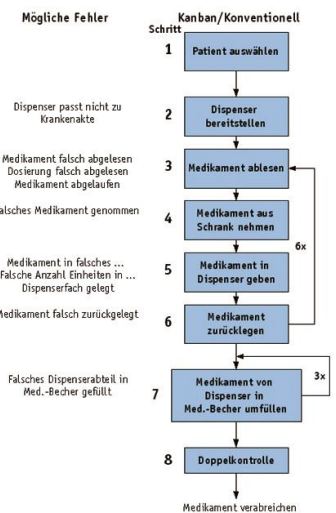 Mögliche Fehler
Kanban/Konventionell
Schritt
1
Patient auswählen
Dispenser passt nicht zu
Krankenakte
2
Dispenser
bereitstellen
Medikament falsch abgelesen
Dosierung falsch abgelesen
Medikament abgelaufen
3
Medikament ablesen
alsches Medikament genommen
4
Medikament aus
Schrank nehmen
6x
Medikament in falsches ...
Falsche Anzahl Einheiten in ...
Dispenserfach gelegt
5
Medikament in
Dispenser geben
Medikament falsch zurückgelegt
6
Medikament
zurücklegen
3x
Falsches Dispenserabteil in
Med.-Becher gefüllt
7
Medikament von
Dispenser in
Med.-Becher umfüllen
8
Doppelkontrolle
Medikament verabreichen